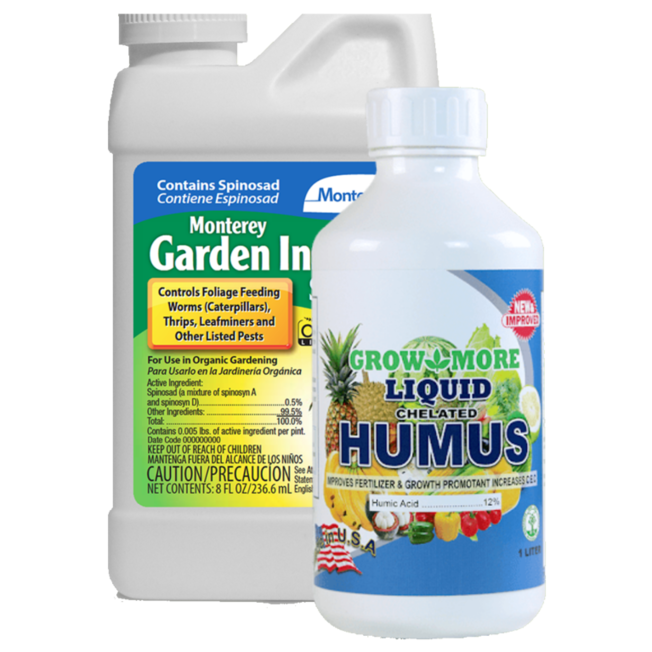 Contains Spinosad
Contiene Espinosad
Monterey
Garden
Controls Foliage Feeding
Worms (Caterpillars),
Thrips, Leafminers and
Other Listed Pests
For Use in Organic Gardening
Para Usarlo en la Jardinería Orgánica
Active Ingredient:
Spinosad (a mixture of spinosyn A
and spinosyn D)..........................0.5%
Other Ingredients: ......................99.5%
Total: .......................................100.0%
Contains 0.005 lbs. of active ingredient per pint.
Date Code 000000000
KEEP OUT OF REACH OF CHILDREN
MANTENGA FUERA DEL ALCANCE DE LOS NIÑOS
CAUTION/PRECAUCIÓN
See
NET CONTENTS: 8 FL OZ/236.6 mL
NEW &
IMPROVED
GROW MORE
LIQUID
CHELATED
HUMUS
IMPROVES FERTILIZER & GROWTH PROMOTANT INCREASES C.E.C
Humic Acid ........................ 12%
in U.S.A
1 LITER